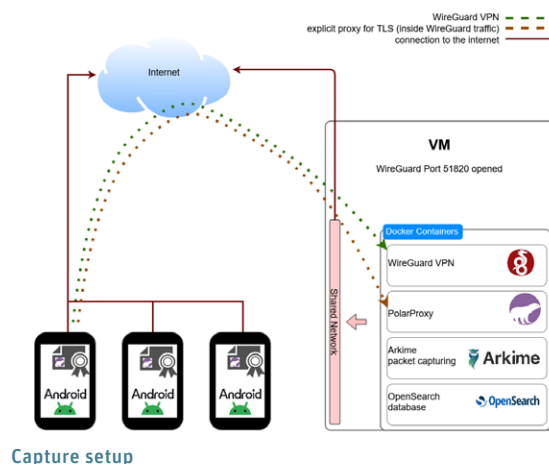 WireGuard VPN
explicit proxy for TLS (inside WireGuard traffic)
connection to the internet
Internet
VM
WireGuard Port 51820 opened
Docker Containers
WireGuard VPN
PolarProxy
Arkime
packet capturing
Arkime
OpenSearch
database
OpenSearch
Shared Network
Android
Android
Android
Capture setup